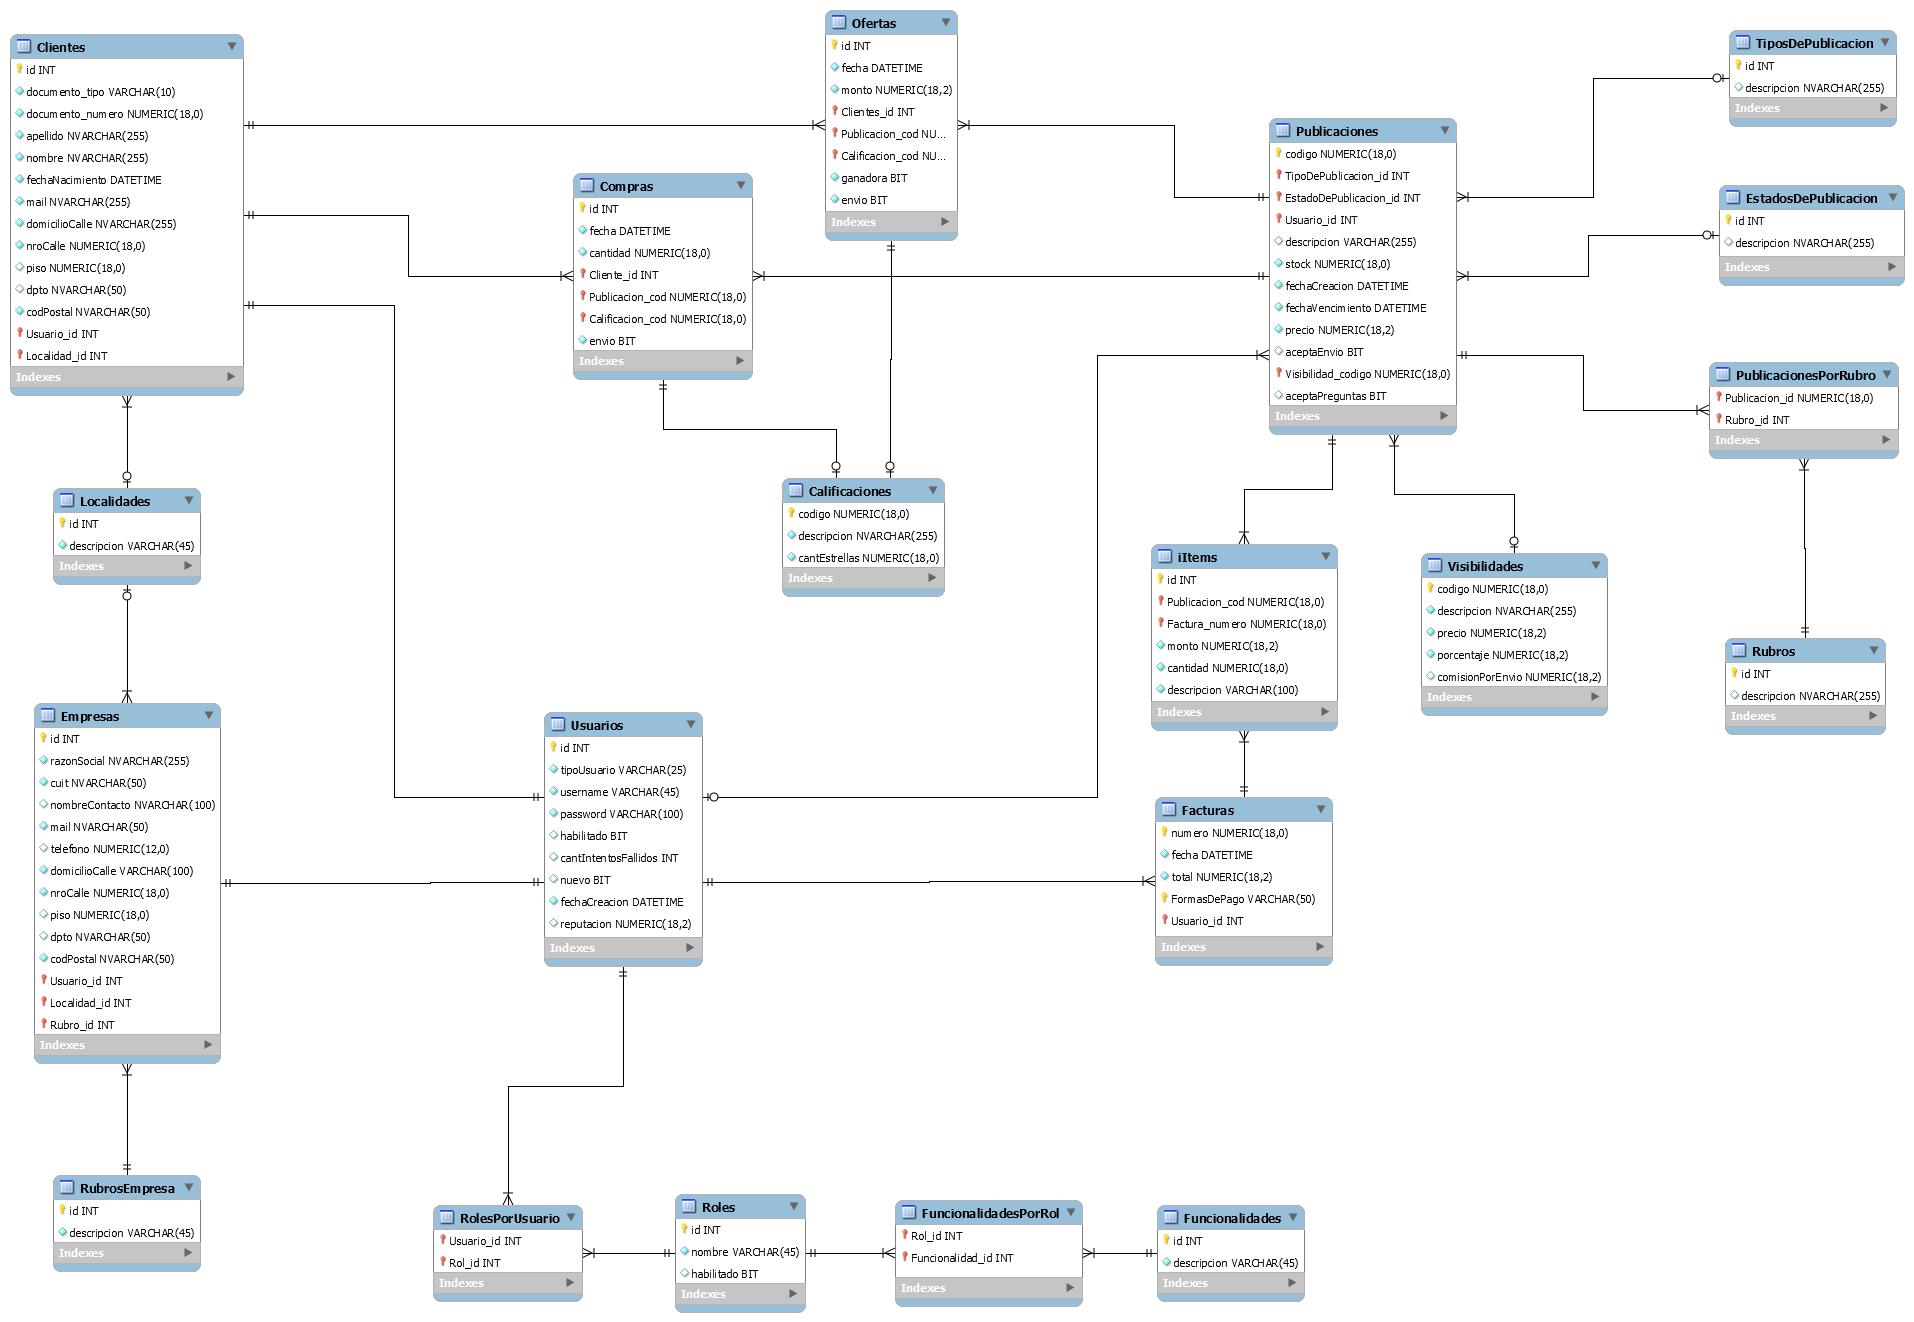 Clientes
id INT
documento_tipo VARCHAR(10)
documento_numero NUMERIC(18,0)
apellido NVARCHAR(255)
nombre NVARCHAR(255)
fechaNacimiento DATETIME
mail NVARCHAR(255)
domicilioCalle NVARCHAR(255)
nroCalle NUMERIC(18,0)
piso NUMERIC(18,0)
dpto NVARCHAR(50)
codPostal NVARCHAR(50)
Usuario_id INT
Localidad_id INT
Indexes
Ofertas
id INT
fecha DATETIME
monto NUMERIC(18,2)
Clientes_id INT
Publicacion_cod NU...
Calificacion_cod NU...
ganadora BIT
envio BIT
Indexes
TiposDePublicacion
id INT
descripcion NVARCHAR(255)
Indexes
Publicaciones
codigo NUMERIC(18,0)
TipoDePublicacion_id INT
EstadoDePublicacion_id INT
Usuario_id INT
descripcion VARCHAR(255)
stock NUMERIC(18,0)
fechaCreacion DATETIME
fechaVencimiento DATETIME
precio NUMERIC(18,2)
aceptaEnvio BIT
Visibilidad_codigo NUMERIC(18,0)
aceptaPreguntas BIT
Indexes
Compras
id INT
fecha DATETIME
cantidad NUMERIC(18,0)
Cliente_id INT
Publicacion_cod NUMERIC(18,0)
Calificacion_cod NUMERIC(18,0)
envio BIT
Indexes
EstadosDePublicacion
id INT
descripcion NVARCHAR(255)
Indexes
PublicacionesPorRubro
Publicacion_id NUMERIC(18,0)
Rubro_id INT
Indexes
Localidades
id INT
descripcion VARCHAR(45)
Indexes
Calificaciones
codigo NUMERIC(18,0)
descripcion NVARCHAR(255)
cantEstrellas NUMERIC(18,0)
Indexes
iItems
id INT
Publicacion_cod NUMERIC(18,0)
Factura_numero NUMERIC(18,0)
monto NUMERIC(18,2)
cantidad NUMERIC(18,0)
descripcion VARCHAR(100)
Indexes
Visibilidades
codigo NUMERIC(18,0)
descripcion NVARCHAR(255)
precio NUMERIC(18,2)
porcentaje NUMERIC(18,2)
comisionPorEnvio NUMERIC(18,2)
Indexes
Rubros
id INT
descripcion NVARCHAR(255)
Indexes
Empresas
id INT
razonSocial NVARCHAR(255)
cuit NVARCHAR(50)
nombreContacto NVARCHAR(100)
mail NVARCHAR(50)
telefono NUMERIC(12,0)
domicilioCalle VARCHAR(100)
nroCalle NUMERIC(18,0)
piso NUMERIC(18,0)
dpto NVARCHAR(50)
codPostal NVARCHAR(50)
Usuario_id INT
Localidad_id INT
Rubro_id INT
Indexes
Usuarios
id INT
tipoUsuario VARCHAR(25)
username VARCHAR(45)
password VARCHAR(100)
habilitado BIT
cantIntentosFallidos INT
nuevo BIT
fechaCreacion DATETIME
reputacion NUMERIC(18,2)
Indexes
Facturas
numero NUMERIC(18,0)
fecha DATETIME
total NUMERIC(18,2)
FormasDePago VARCHAR(50)
Usuario_id INT
Indexes
RubrosEmpresa
id INT
descripcion VARCHAR(45)
Indexes
RolesPorUsuario
Usuario_id INT
Rol_id INT
Indexes
Roles
id INT
nombre VARCHAR(45)
habilitado BIT
Indexes
FuncionalidadesPorRol
Rol_id INT
Funcionalidad_id INT
Indexes
Funcionalidades
id INT
descripcion VARCHAR(45)
Indexes